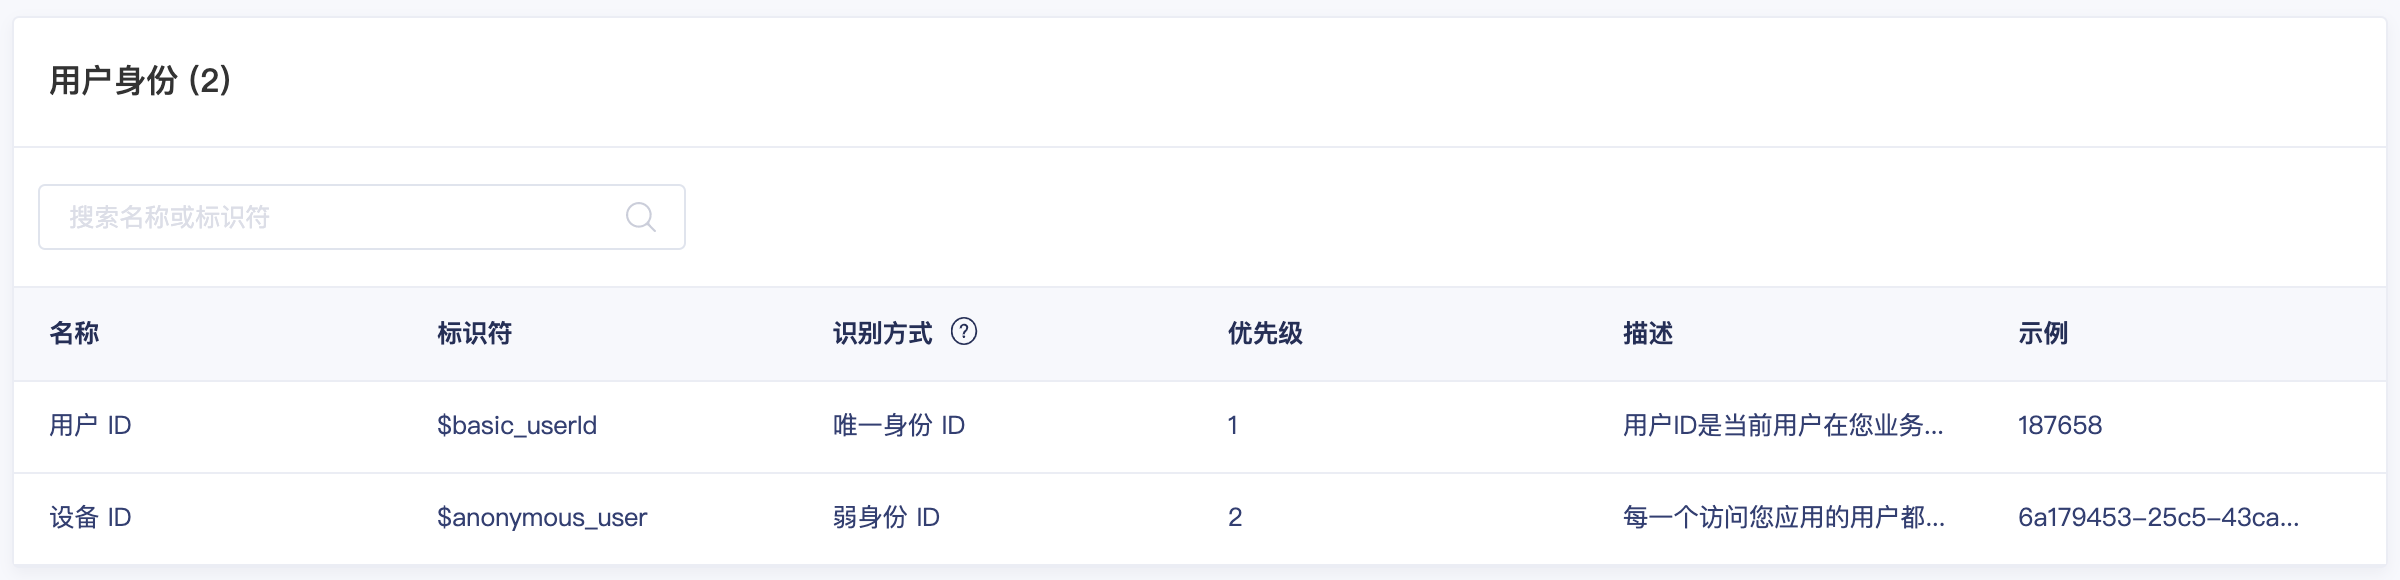 用户身份 (2)
搜索名称或标识符
名称 标识符 识别方式 ? 优先级 描述 示例
用户 ID $basic_userId 唯一身份 ID 1 用户ID是当前用户在您业务... 187658
设备 ID $anonymous_user 弱身份 ID 2 每一个访问您应用的用户都... 6a179453-25c5-43ca...